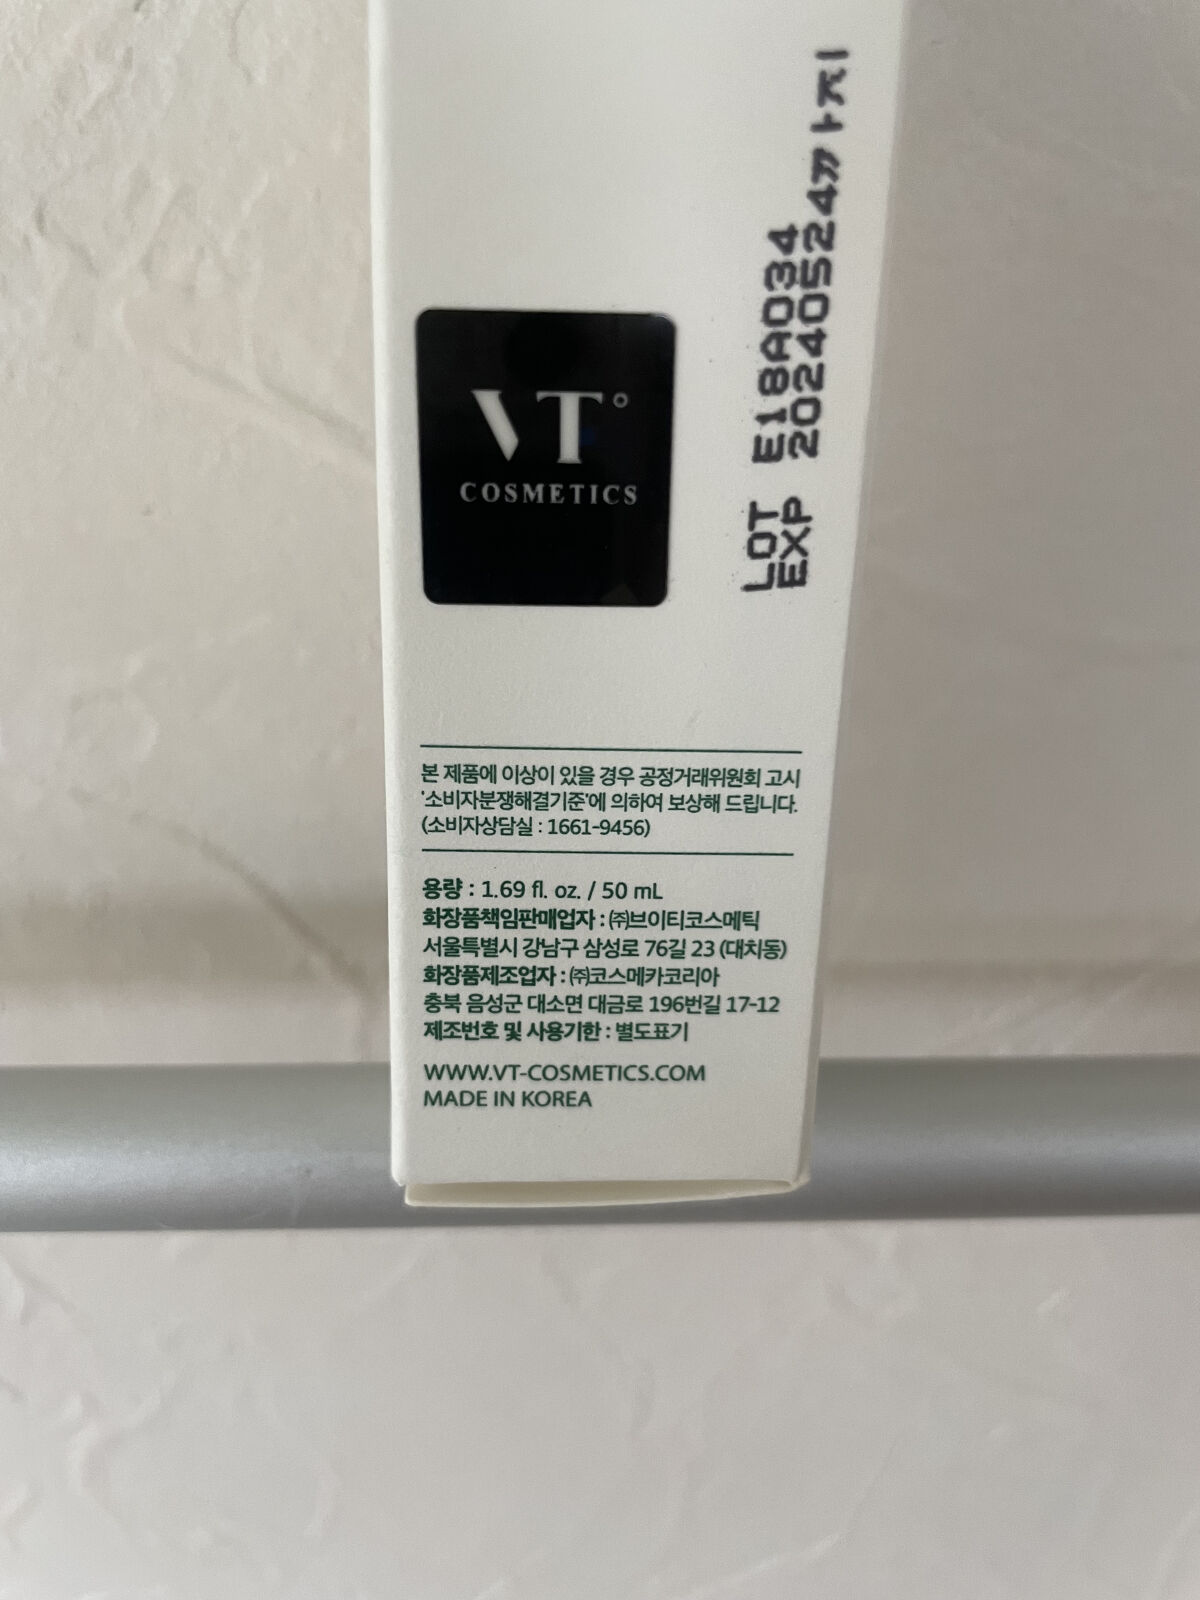 VT
COSMETICS
LOT E18A034
EXP 20240524까지
본 제품에 이상이 있을 경우 공정거래위원회 고시
'소비자분쟁해결기준'에 의하여 보상해 드립니다.
(소비자상담실 : 1661-9456)
용량 : 1.69 fl. oz. / 50 mL
화장품책임판매업자 : ㈜브이티코스메틱
서울특별시 강남구 삼성로 76길 23 (대치동)
화장품제조업자 : ㈜코스메카코리아
충북 음성군 대소면 대금로 196번길 17-12
제조번호 및 사용기한 : 별도표기
WWW.VT-COSMETICS.COM
MADE IN KOREA